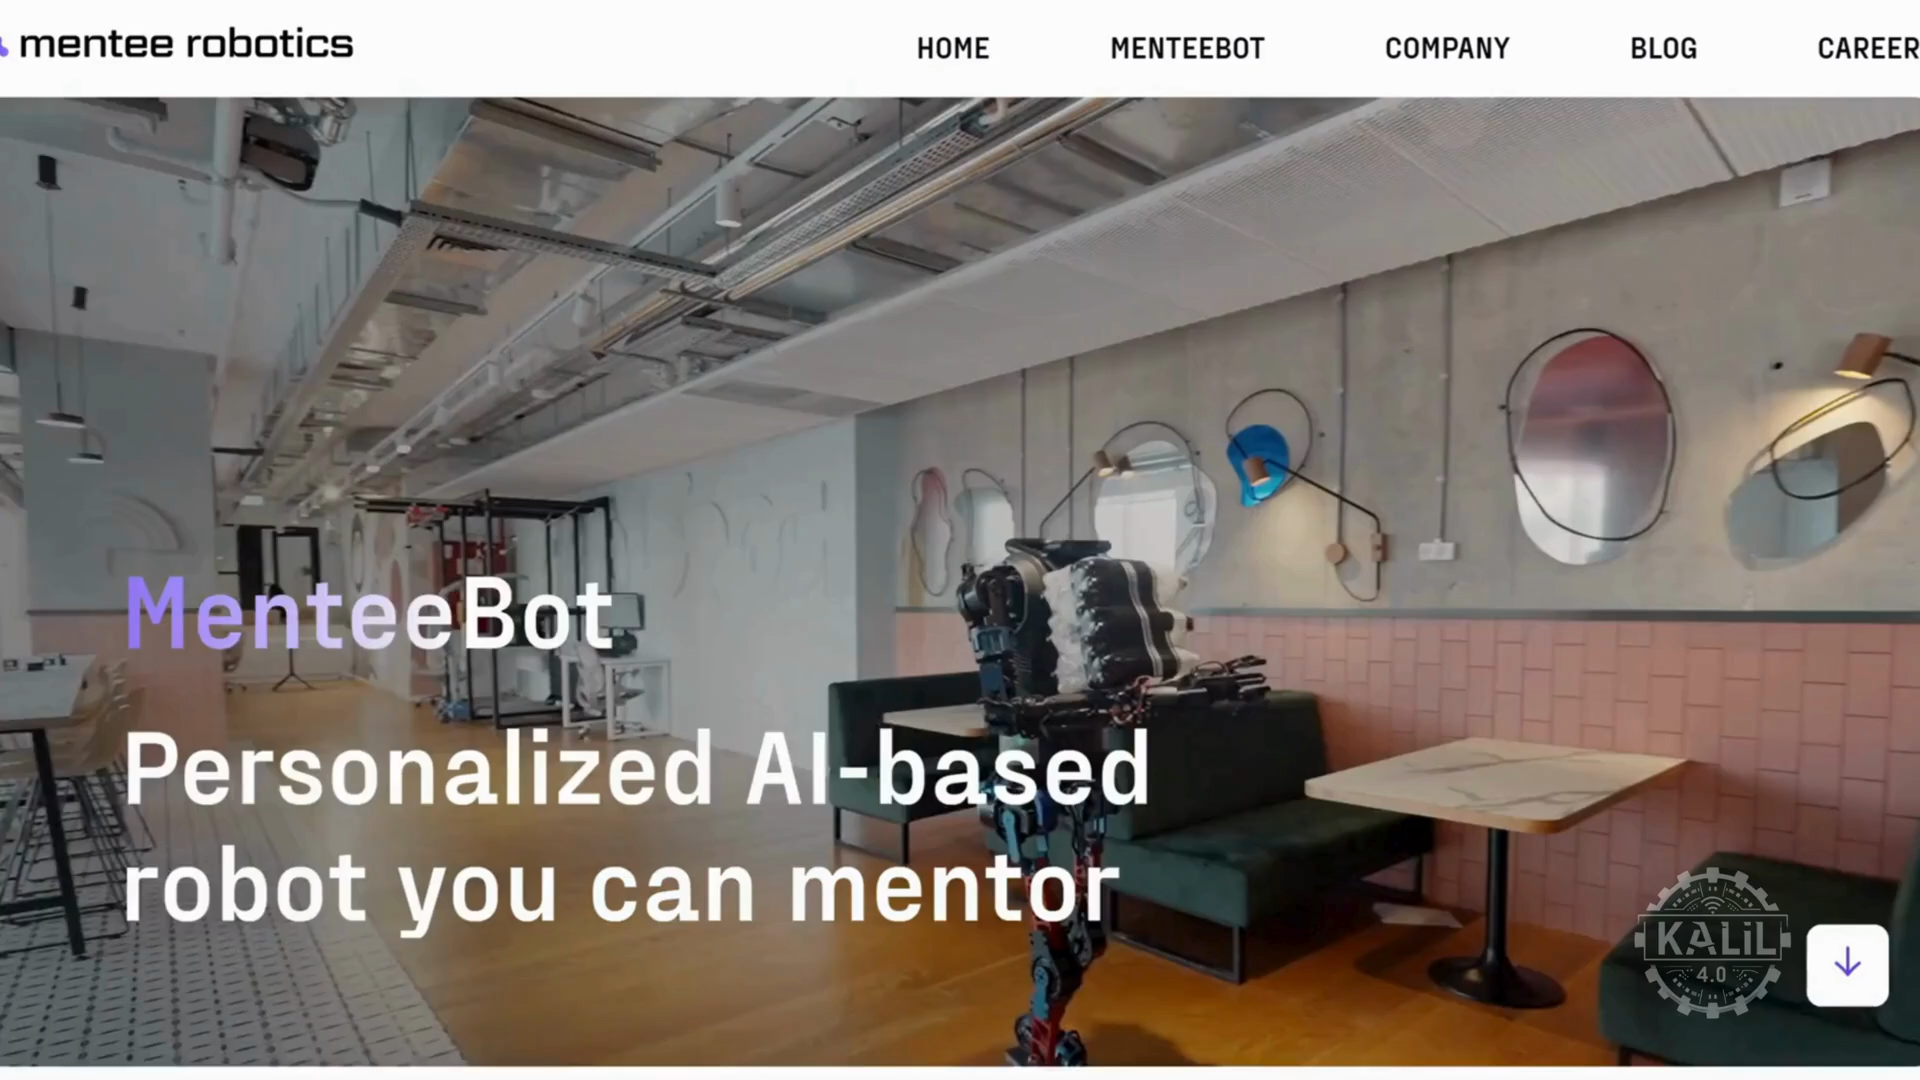 mentee robotics
HOME
MENTEEBOT
COMPANY
BLOG
CAREER
MenteeBot
Personalized AI-based
robot you can mentor
KALiL
4.0